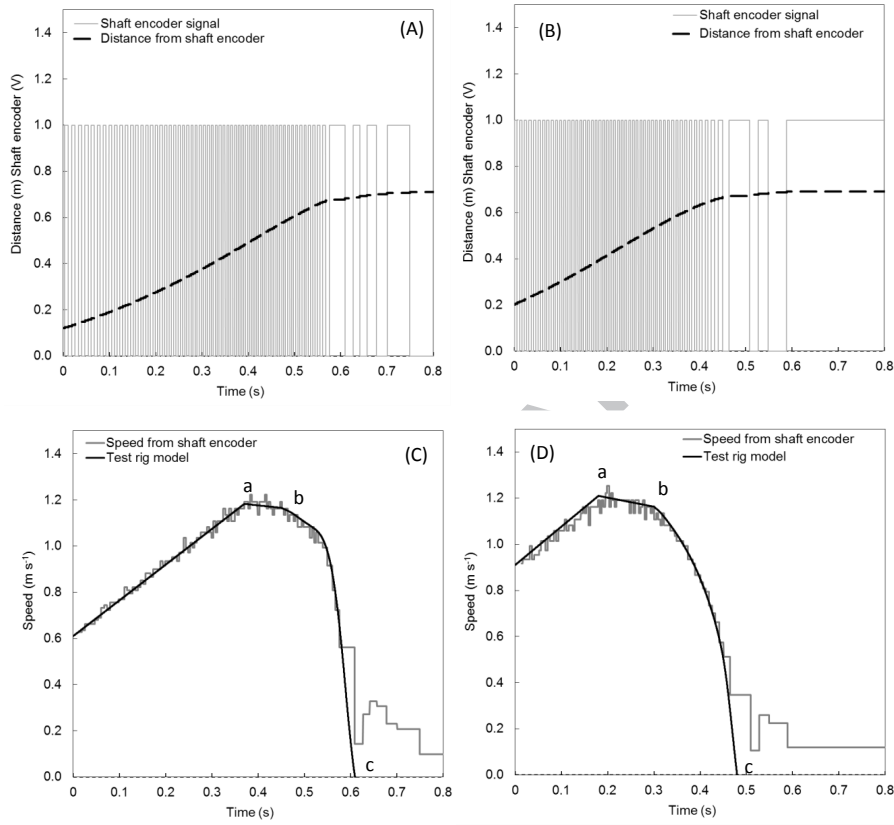 Shaft encoder signal
Distance from shaft encoder
(A)
Distance (m) Shaft encoder (V)
1.4
1.2
1.0
0.8
0.6
0.4
0.2
0.0
0 0.1 0.2 0.3 0.4 0.5 0.6 0.7 0.8
Time (s)
Shaft encoder signal
Distance from shaft encoder
(B)
Distance (m) Shaft encoder (V)
1.4
1.2
1.0
0.8
0.6
0.4
0.2
0.0
0 0.1 0.2 0.3 0.4 0.5 0.6 0.7 0.8
Time (s)
Speed from shaft encoder
Test rig model
(C)
a
b
c
Speed (m s-1)
1.4
1.2
1.0
0.8
0.6
0.4
0.2
0.0
0 0.1 0.2 0.3 0.4 0.5 0.6 0.7 0.8
Time (s)
Speed from shaft encoder
Test rig model
(D)
a
b
c
Speed (m s-1)
1.4
1.2
1.0
0.8
0.6
0.4
0.2
0.0
0 0.1 0.2 0.3 0.4 0.5 0.6 0.7 0.8
Time (s)